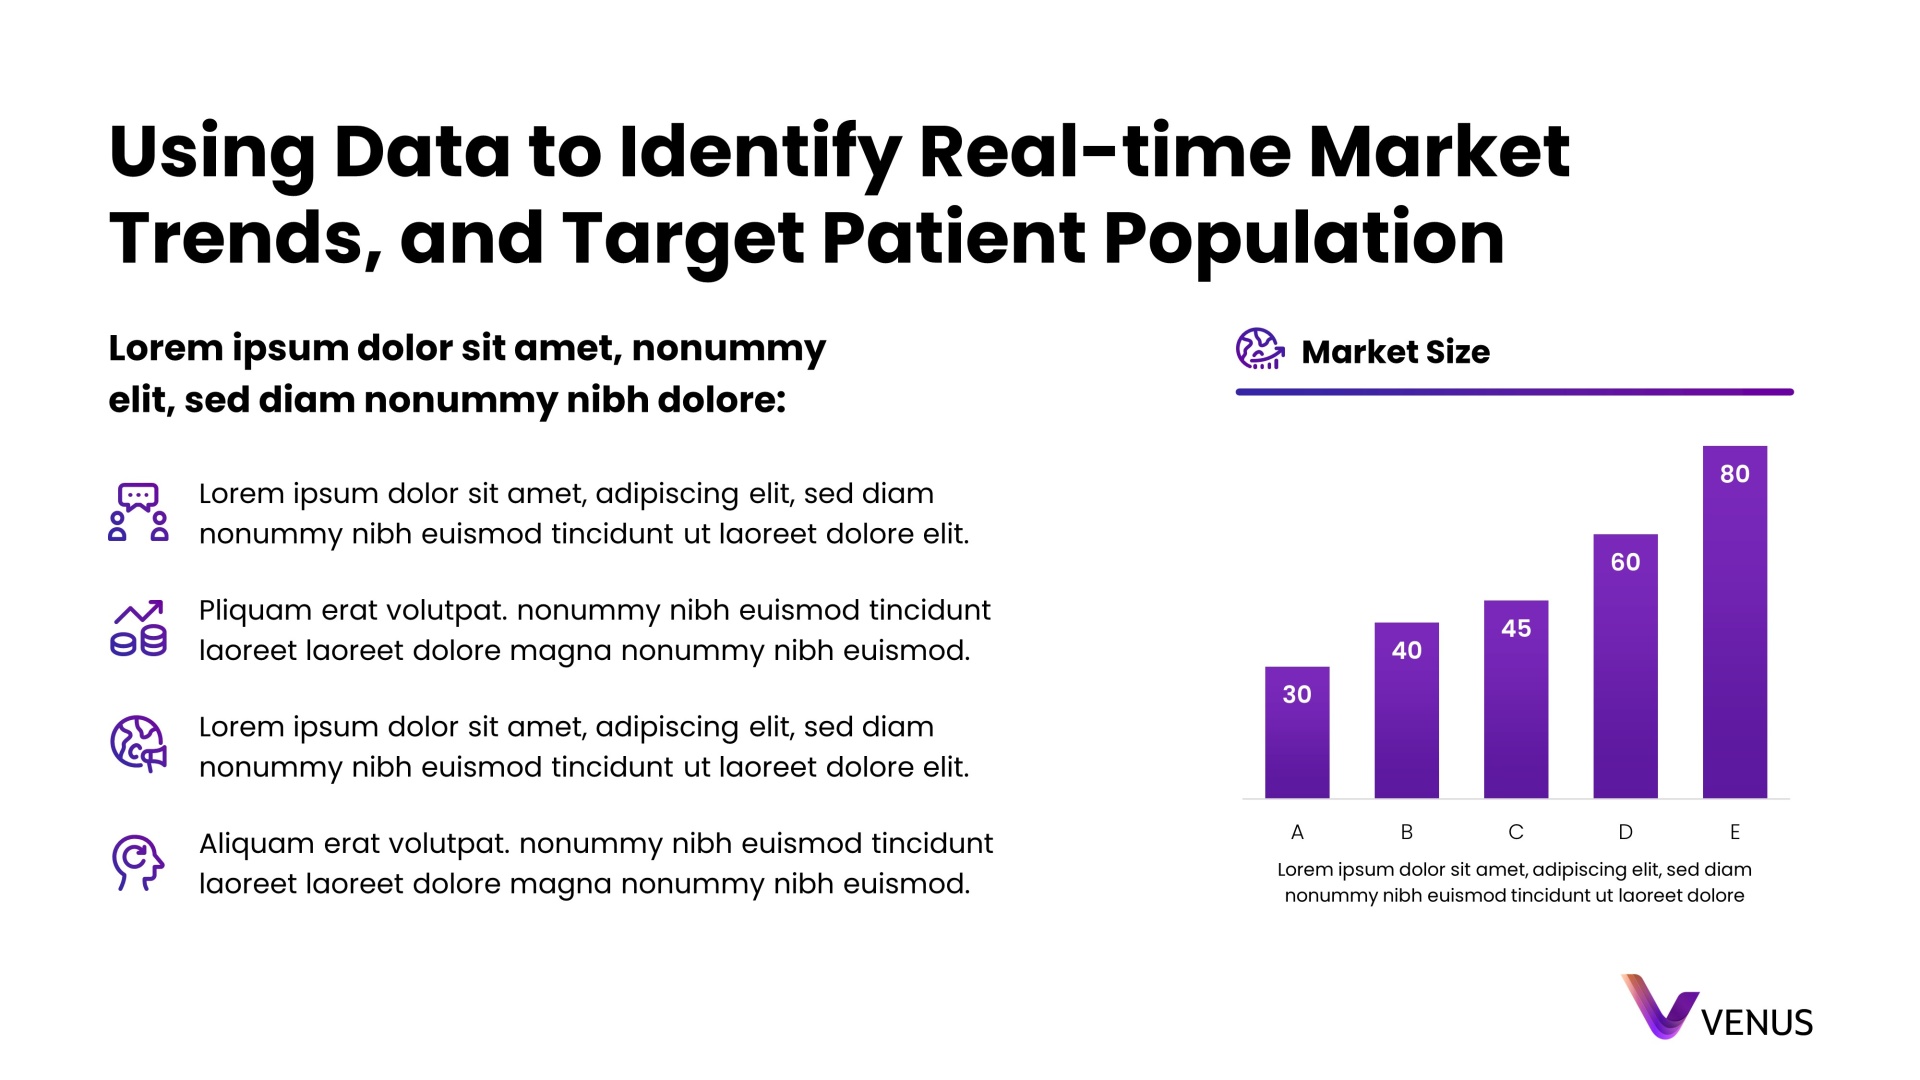 Using Data to Identify Real-time Market
Trends, and Target Patient Population
Lorem ipsum dolor sit amet, nonummy
elit, sed diam nonummy nibh dolore:
Lorem ipsum dolor sit amet, adipiscing elit, sed diam
nonummy nibh euismod tincidunt ut laoreet dolore elit.
Pliquam erat volutpat. nonummy nibh euismod tincidunt
laoreet laoreet dolore magna nonummy nibh euismod.
Lorem ipsum dolor sit amet, adipiscing elit, sed diam
nonummy nibh euismod tincidunt ut laoreet dolore elit.
Aliquam erat volutpat. nonummy nibh euismod tincidunt
laoreet laoreet dolore magna nonummy nibh euismod.
Market Size
30
40
45
60
80
A B C D E
Lorem ipsum dolor sit amet, adipiscing elit, sed diam
nonummy nibh euismod tincidunt ut laoreet dolore
VENUS